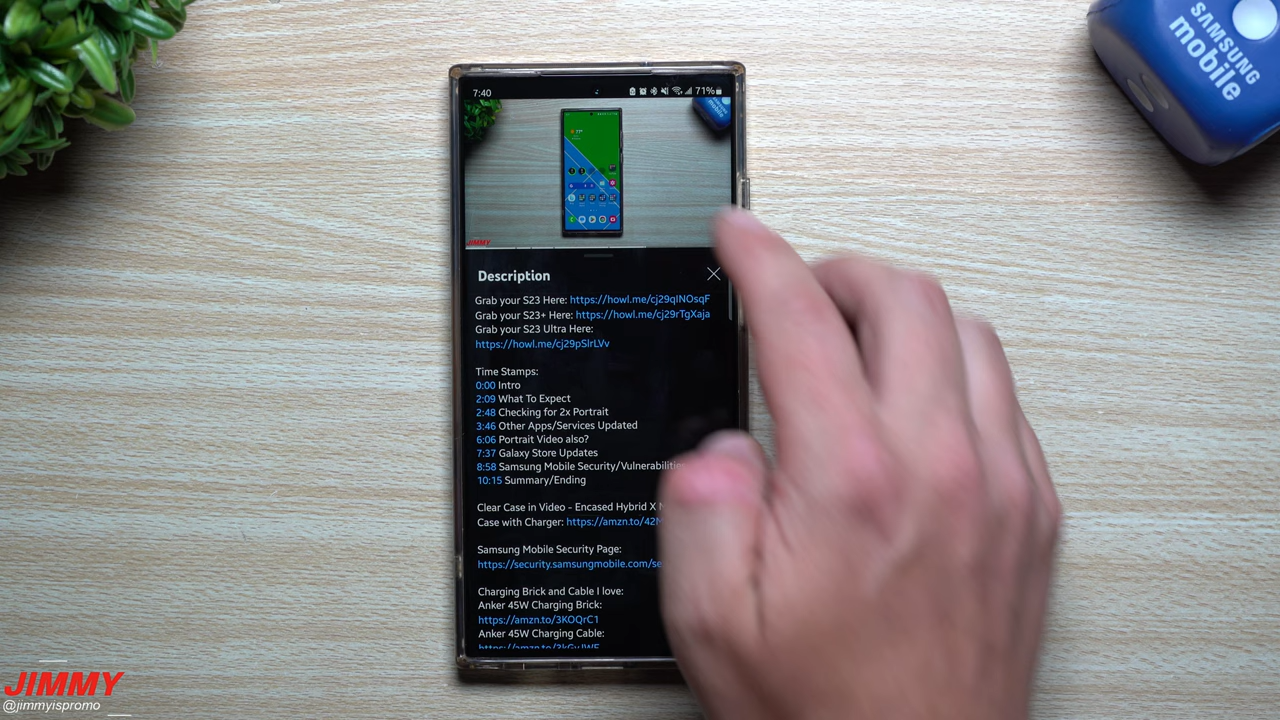 SAMSUNG
mobile
7:40
71%
JIMMY
Description
Grab your S23 Here: https://howl.me/cj29qINOsqF
Grab your S23+ Here: https://howl.me/cj29rTgXaja
Grab your S23 Ultra Here:
https://howl.me/cj29pSlrLVv
Time Stamps:
0:00 Intro
2:09 What To Expect
2:48 Checking for 2x Portrait
3:46 Other Apps/Services Updated
6:06 Portrait Video also?
7:37 Galaxy Store Updates
8:58 Samsung Mobile Security/Vulnerabilitie
10:15 Summary/Ending
Clear Case in Video - Encased Hybrid X
Case with Charger: https://amzn.to/42
Samsung Mobile Security Page:
https://security.samsungmobile.com/se
Charging Brick and Cable I love:
Anker 45W Charging Brick:
https://amzn.to/3KOQrC1
Anker 45W Charging Cable:
JIMMY
@jimmyispromo